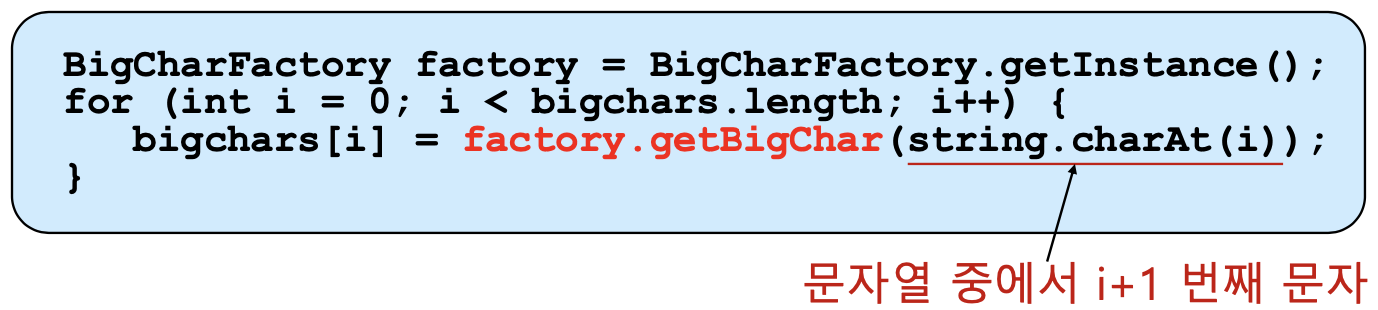 BigCharFactory factory = BigCharFactory.getInstance();
for (int i = 0; i < bigchars.length; i++) {
   bigchars[i] = factory.getBigChar(string.charAt(i));
}
문자열 중에서 i+1 번째 문자